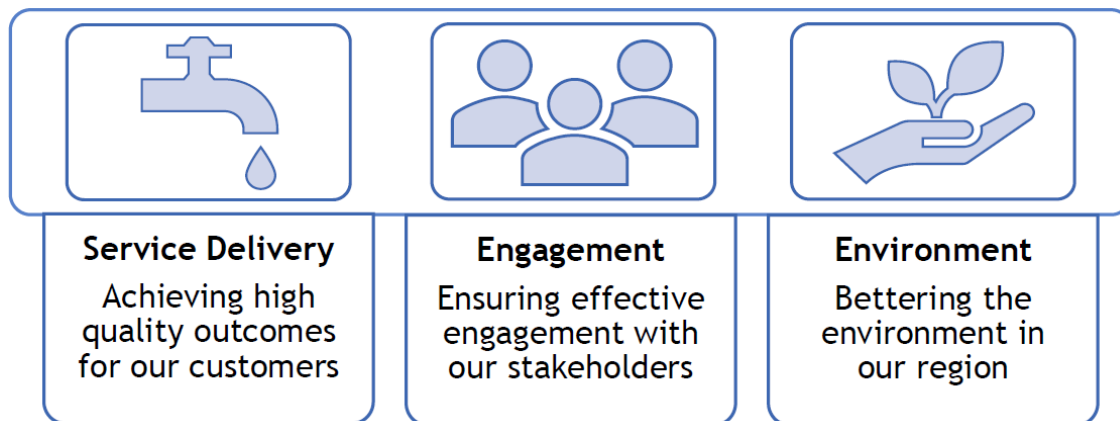 Service Delivery
Achieving high
quality outcomes
for our customers
Engagement
Ensuring effective
engagement with
our stakeholders
Environment
Bettering the
environment in
our region